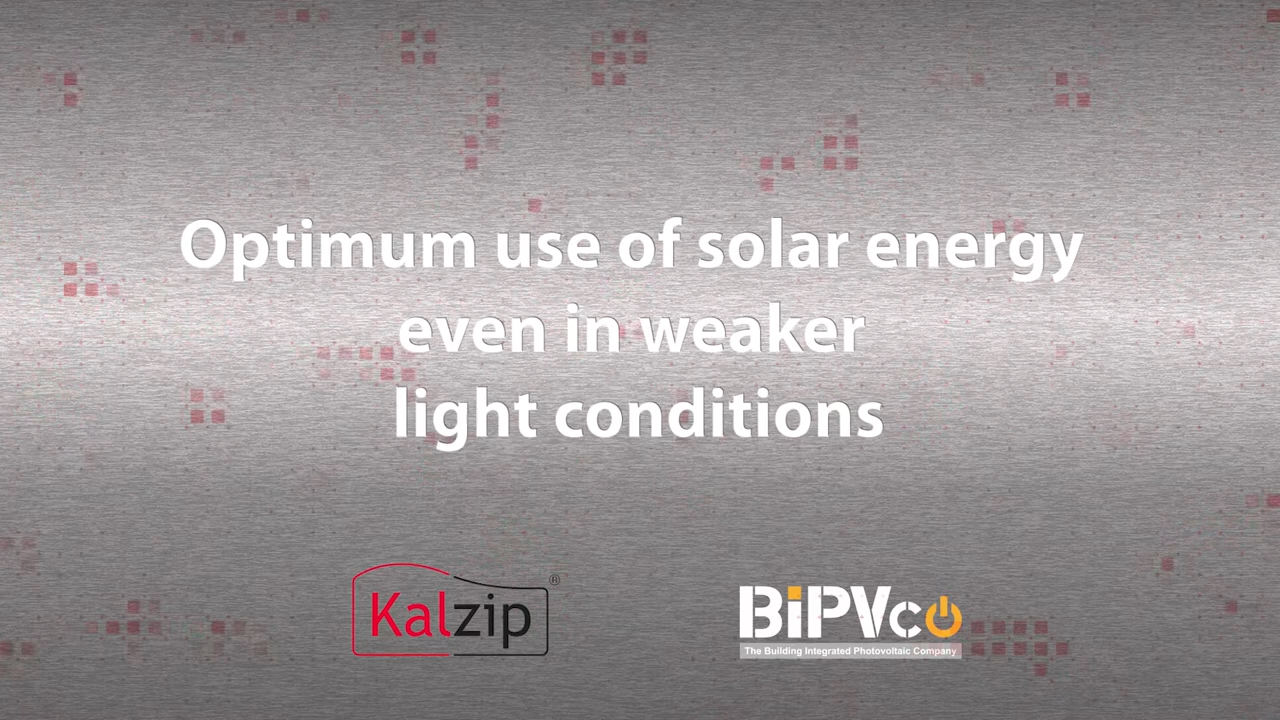 Optimum use of solar energy
even in weaker
light conditions
Kalzip®
BiPVco
The Building Integrated Photovoltaic Company